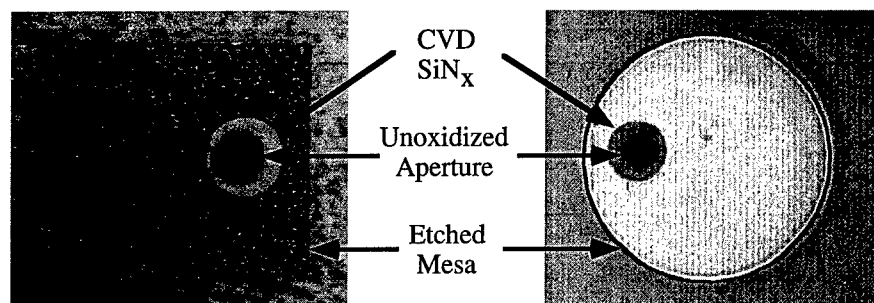 CVD
SiNx
Unoxidized
Aperture
Etched
Mesa